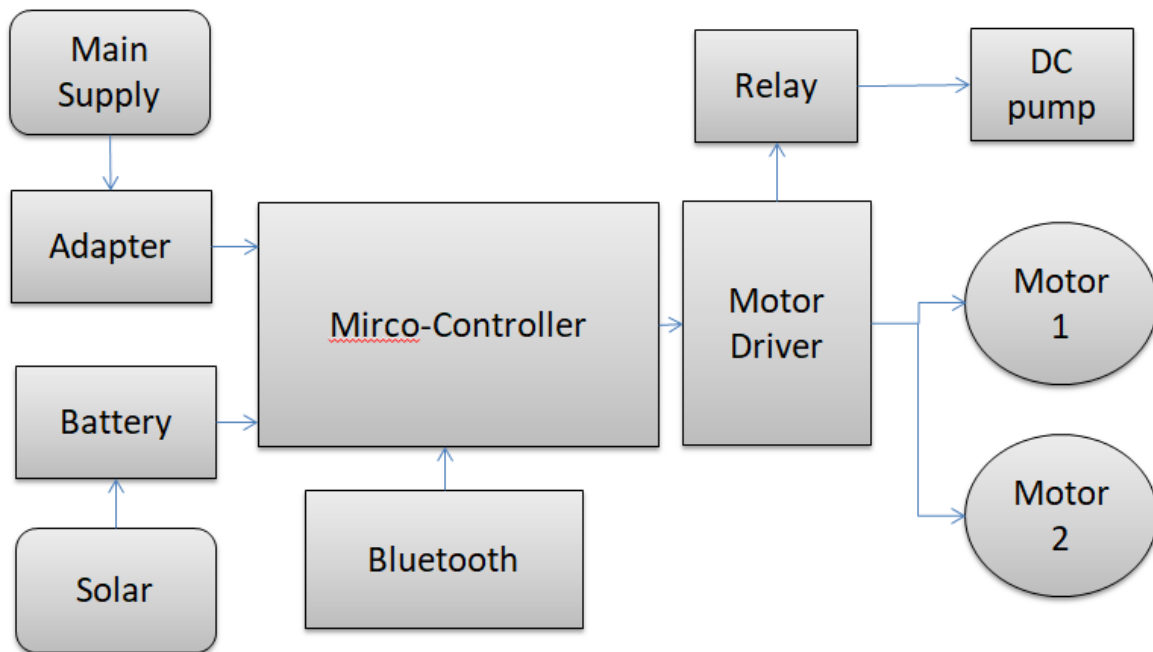 Main
Supply
Relay
DC
pump
Adapter
Mirco-Controller
Motor
Driver
Motor
1
Battery
Bluetooth
Motor
2
Solar